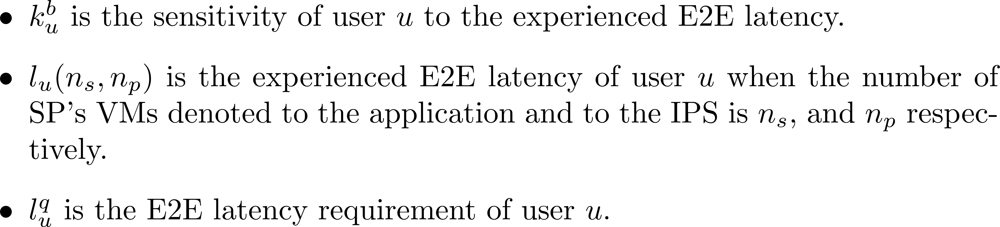 • $k_u^b$ is the sensitivity of user $u$ to the experienced E2E latency.
• $l_u(n_s, n_p)$ is the experienced E2E latency of user $u$ when the number of
SP's VMs denoted to the application and to the IPS is $n_s$, and $n_p$ respec-
tively.
• $l_u^q$ is the E2E latency requirement of user $u$.